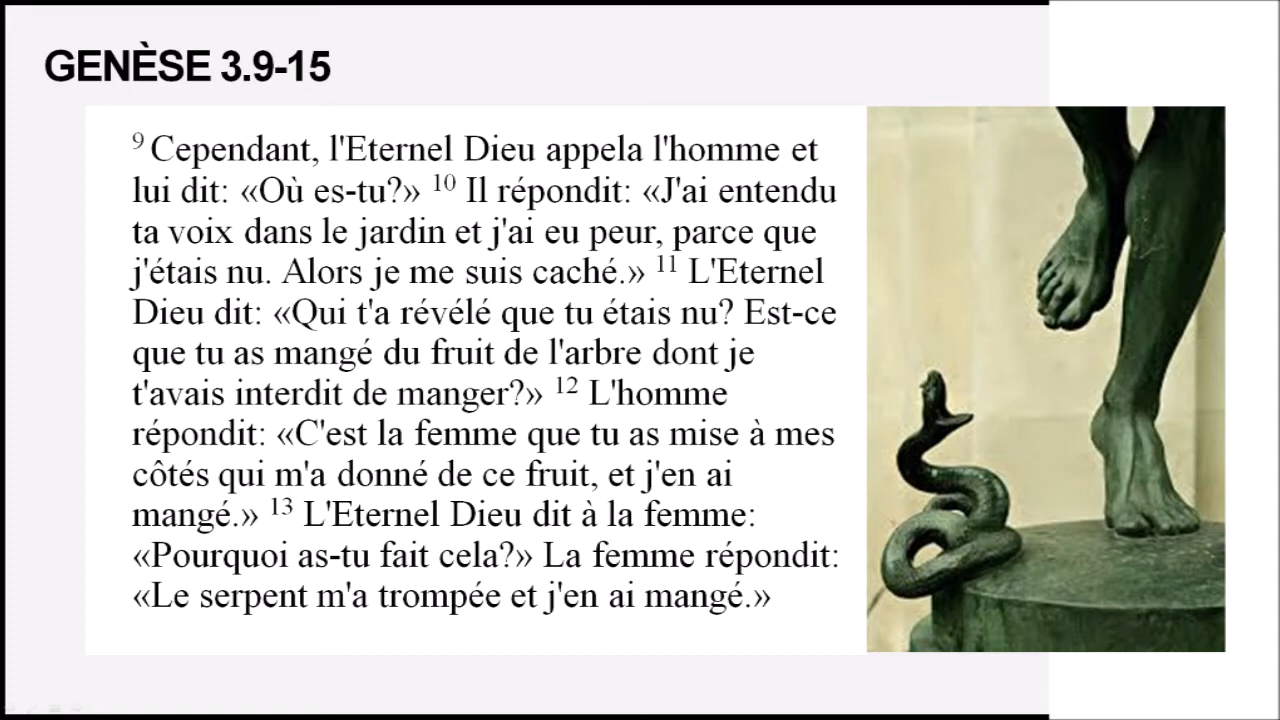 GENÈSE 3.9-15
9 Cependant, l'Eternel Dieu appela l'homme et
lui dit: «Où es-tu?» 10 Il répondit: «J'ai entendu
ta voix dans le jardin et j'ai eu peur, parce que
j'étais nu. Alors je me suis caché.» 11 L'Eternel
Dieu dit: «Qui t'a révélé que tu étais nu? Est-ce
que tu as mangé du fruit de l'arbre dont je
t'avais interdit de manger?» 12 L'homme
répondit: «C'est la femme que tu as mise à mes
côtés qui m'a donné de ce fruit, et j'en ai
mangé.» 13 L'Eternel Dieu dit à la femme:
«Pourquoi as-tu fait cela?» La femme répondit:
«Le serpent m'a trompée et j'en ai mangé.»